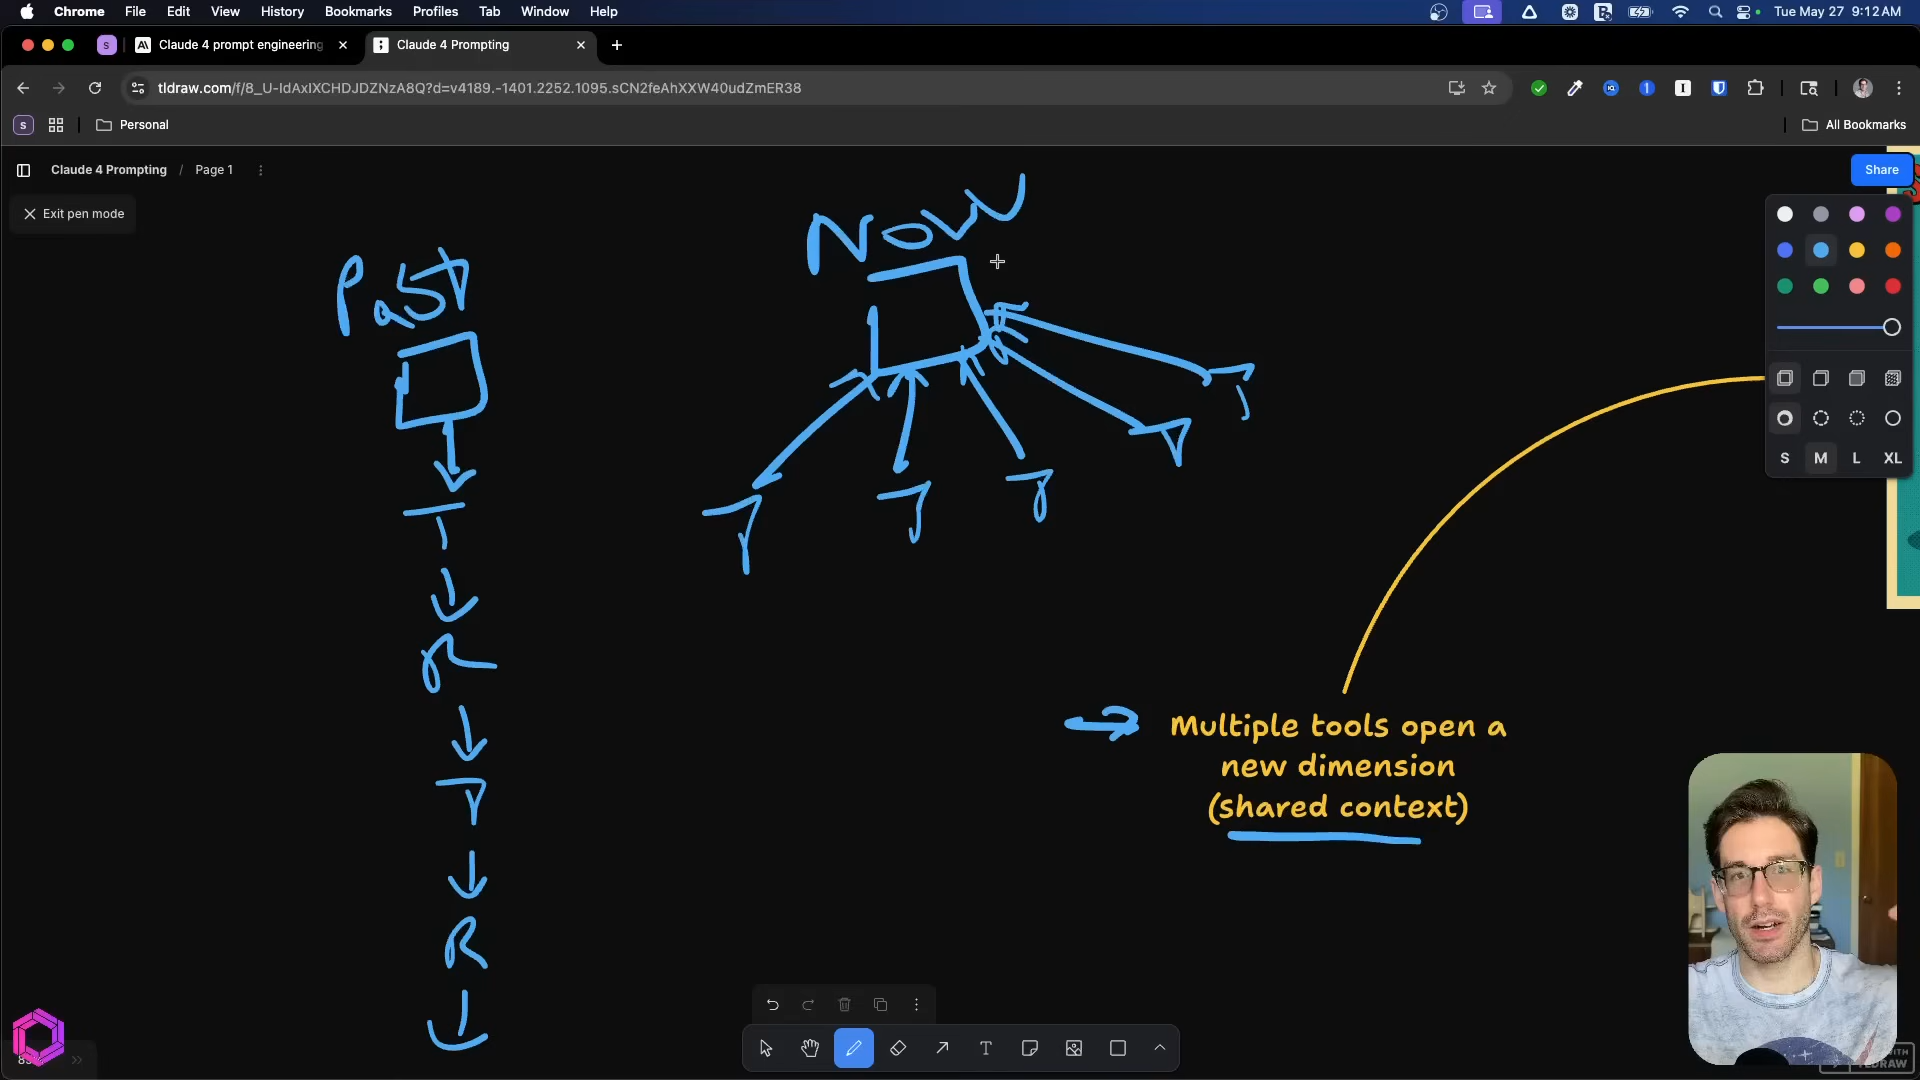 Chrome File Edit View History Bookmarks Profiles Tab Window Help
Tue May 27 9:12 AM
Claude 4 prompt engineering
Claude 4 Prompting
tldraw.com/f/8_U-IdAxIXCHDJDZNzA8Q?d=v4189.-1401.2252.1095.sCN2feAhXXW40udZmER38
S
Personal
All Bookmarks
Claude 4 Prompting / Page 1
Share
Exit pen mode
NOW
PaST
T
R
T
R
T
T
T
T
T
S M L XL
Multiple tools open a
new dimension
(shared context)